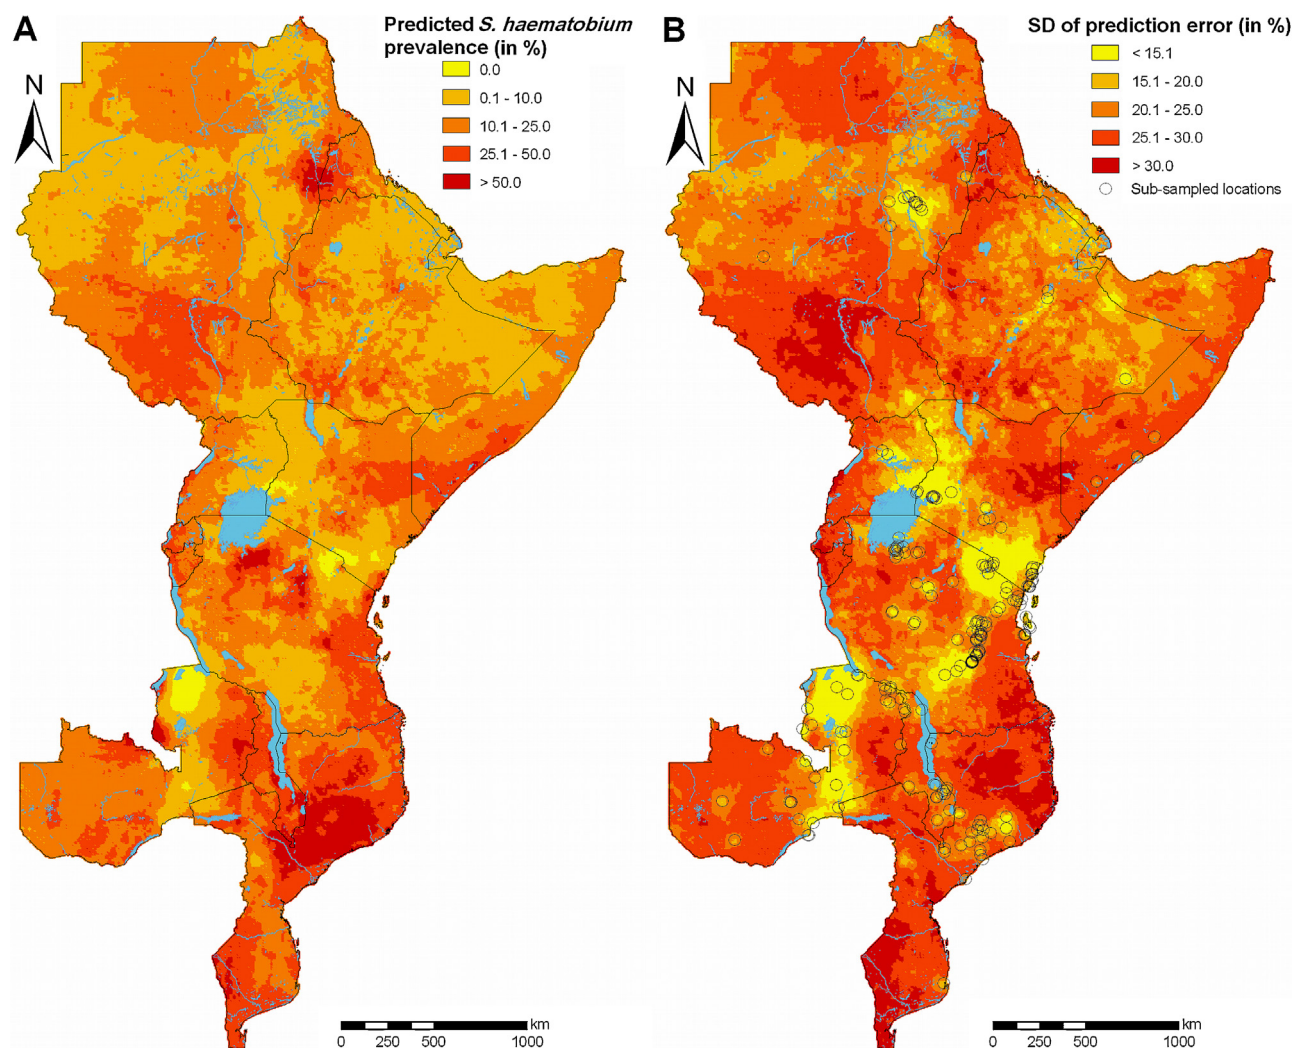 A
Predicted S. haematobium
prevalence (in %)
0.0
0.1 - 10.0
10.1 - 25.0
25.1 - 50.0
> 50.0
N
km
0 250 500 1000
B
SD of prediction error (in %)
< 15.1
15.1 - 20.0
20.1 - 25.0
25.1 - 30.0
> 30.0
Sub-sampled locations
N
km
0 250 500 1000